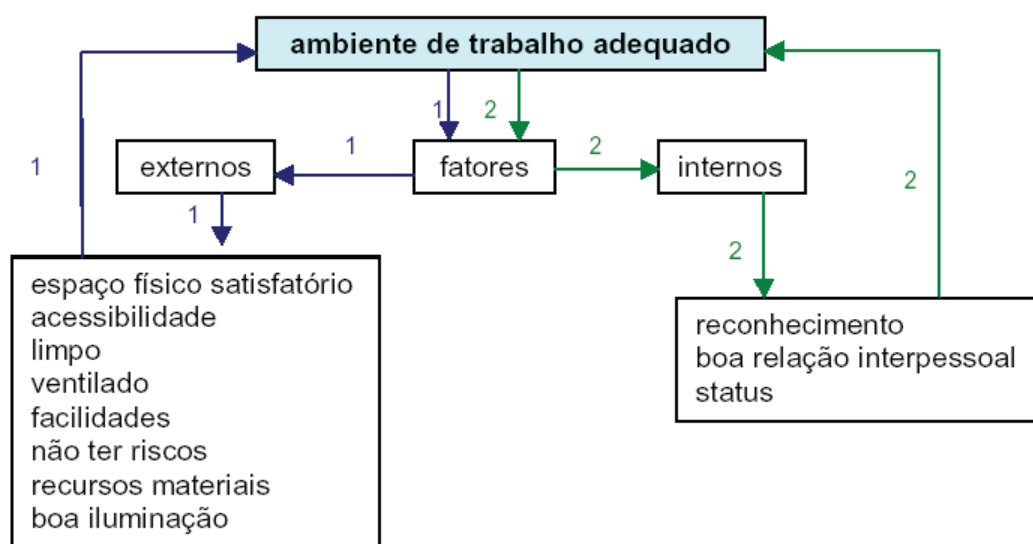 ambiente de trabalho adequado
1
2
1
1
2
2
externos
fatores
internos
1
2
espaço físico satisfatório
acessibilidade
limpo
ventilado
facilidades
não ter riscos
recursos materiais
boa iluminação
reconhecimento
boa relação interpessoal
status